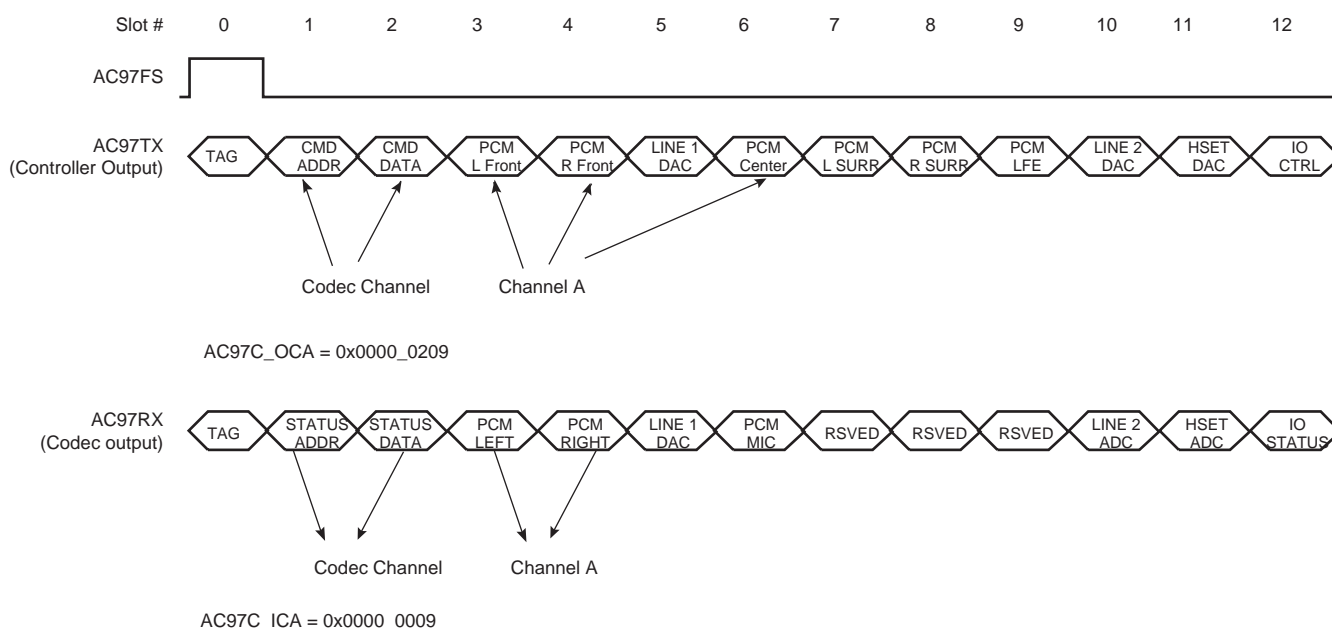 Slot # 0 1 2 3 4 5 6 7 8 9 10 11 12
AC97FS
AC97TX
(Controller Output)
TAG
CMD
ADDR
CMD
DATA
PCM
L Front
PCM
R Front
LINE 1
DAC
PCM
Center
PCM
L SURR
PCM
R SURR
PCM
LFE
LINE 2
DAC
HSET
DAC
IO
CTRL
Codec Channel
Channel A
AC97C_OCA = 0x0000_0209
AC97RX
(Codec output)
TAG
STATUS
ADDR
STATUS
DATA
PCM
LEFT
PCM
RIGHT
LINE 1
DAC
PCM
MIC
RSVED
RSVED
RSVED
LINE 2
ADC
HSET
ADC
IO
STATUS
Codec Channel
Channel A
AC97C_ICA = 0x0000_0009